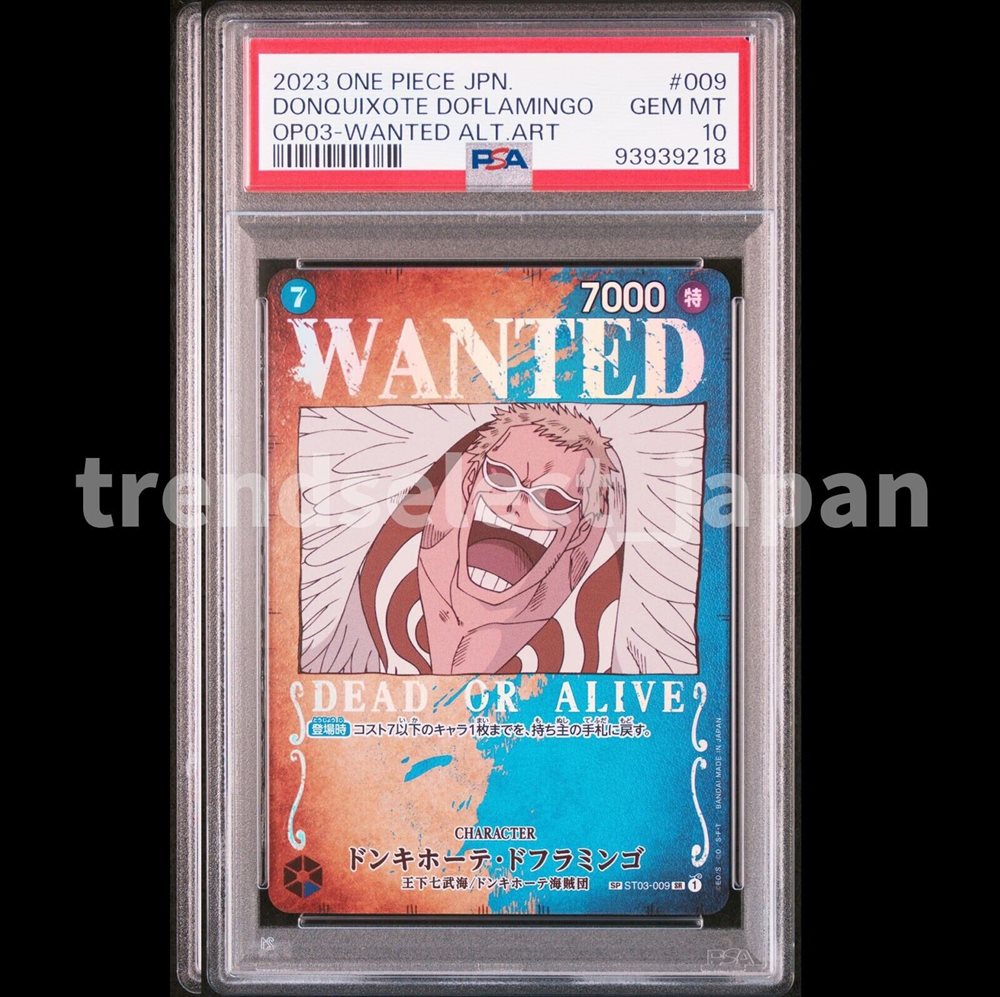 2023 ONE PIECE JPN. #009
DONQUIXOTE DOFLAMINGO GEM MT
OP03-WANTED ALT.ART 10
PSA 93939218
7 7000 特
WANTED
trendselect_japan
DEAD OR ALIVE
登場時 コスト7以下のキャラ1枚までを、持ち主の手札に戻す。
CHARACTER
ドンキホーテ・ドフラミンゴ
王下七武海/ドンキホーテ海賊団
SP ST03-009 SR 1
BANDAI MADE IN JAPAN
PSA